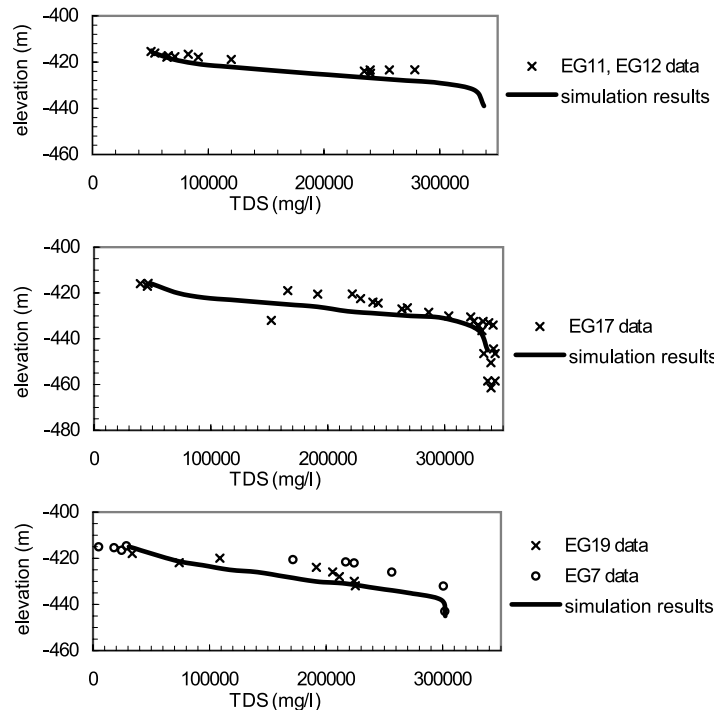 -400
-420
-440
-460
elevation (m)
0 100000 200000 300000
TDS (mg/l)
EG11, EG12 data
simulation results
-400
-420
-440
-460
-480
elevation (m)
0 100000 200000 300000
TDS (mg/l)
EG17 data
simulation results
-400
-420
-440
-460
elevation (m)
0 100000 200000 300000
TDS (mg/l)
EG19 data
EG7 data
simulation results